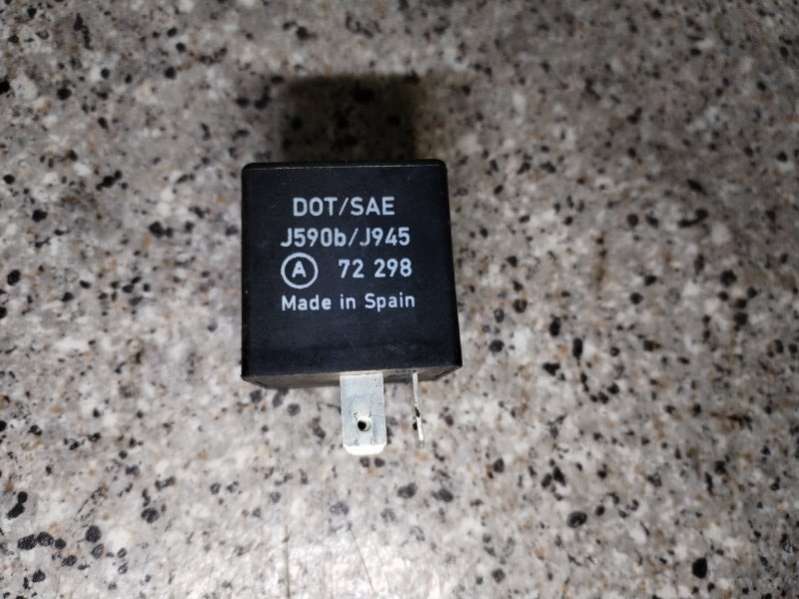 DOT/SAE
J590b/J945
A 72 298
Made in Spain